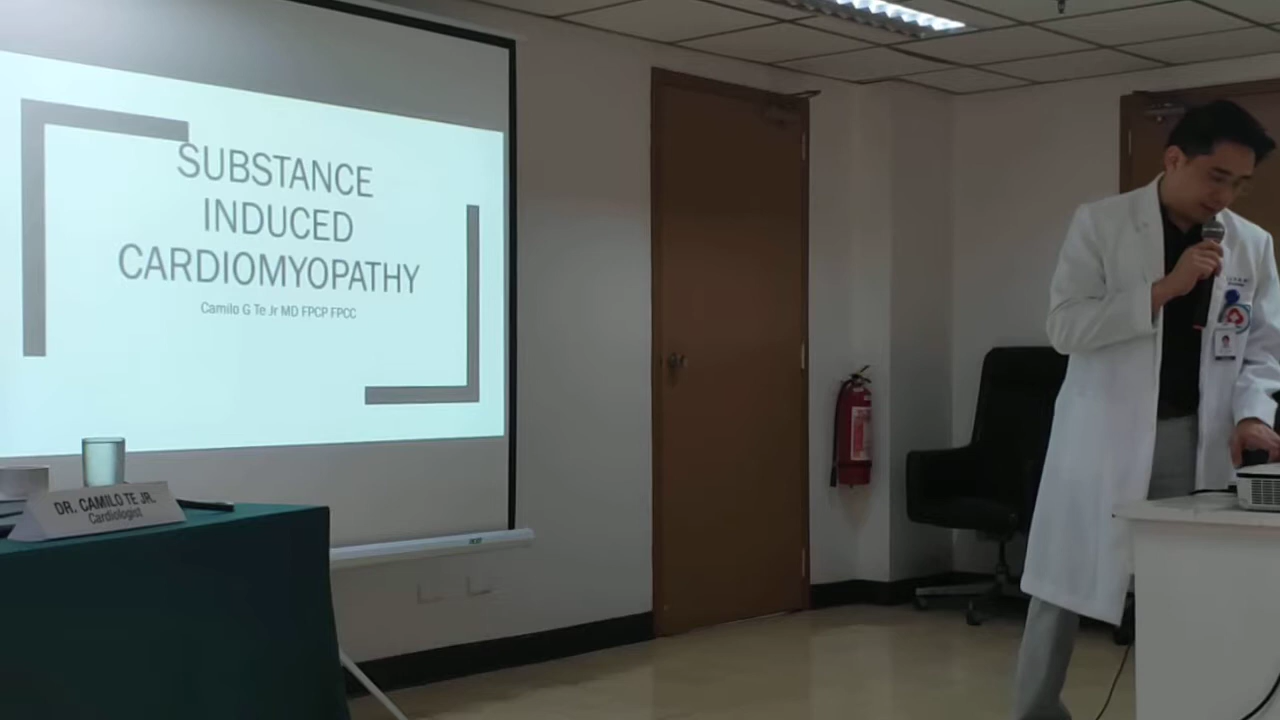 SUBSTANCE
INDUCED
CARDIOMYOPATHY
Camilo G Te Jr MD FPCP FPCC
DR. CAMILO TE JR.
Cardiologist